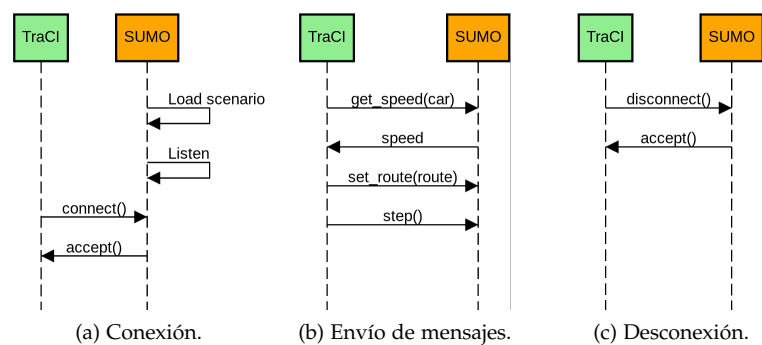 TraCI
SUMO
Load scenario
Listen
connect()
accept()
(a) Conexión.
TraCI
SUMO
get_speed(car)
speed
set_route(route)
step()
(b) Envío de mensajes.
TraCI
SUMO
disconnect()
accept()
(c) Desconexión.